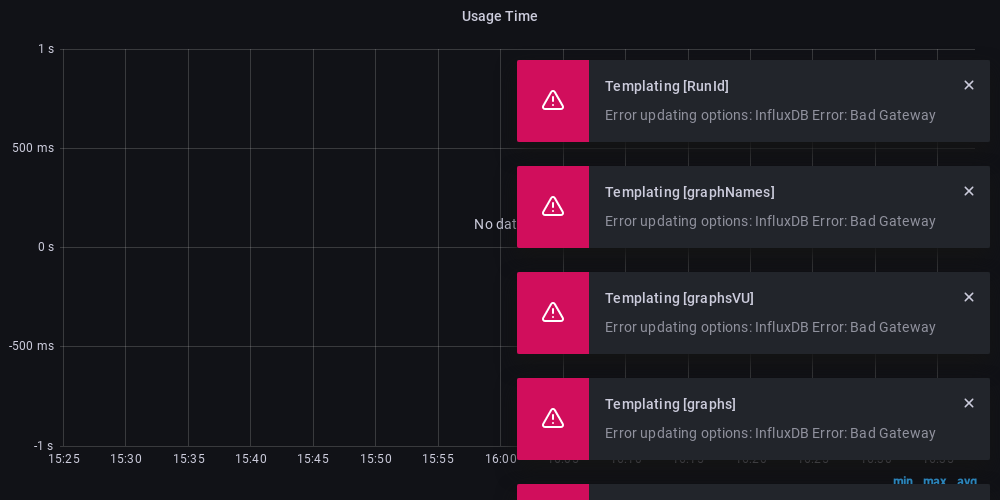 Usage Time
1 s
500 ms
0 s
-500 ms
-1 s
No dat
15:25 15:30 15:35 15:40 15:45 15:50 15:55 16:00
Templating [RunId]
Error updating options: InfluxDB Error: Bad Gateway
Templating [graphNames]
Error updating options: InfluxDB Error: Bad Gateway
Templating [graphsVU]
Error updating options: InfluxDB Error: Bad Gateway
Templating [graphs]
Error updating options: InfluxDB Error: Bad Gateway
min max avg